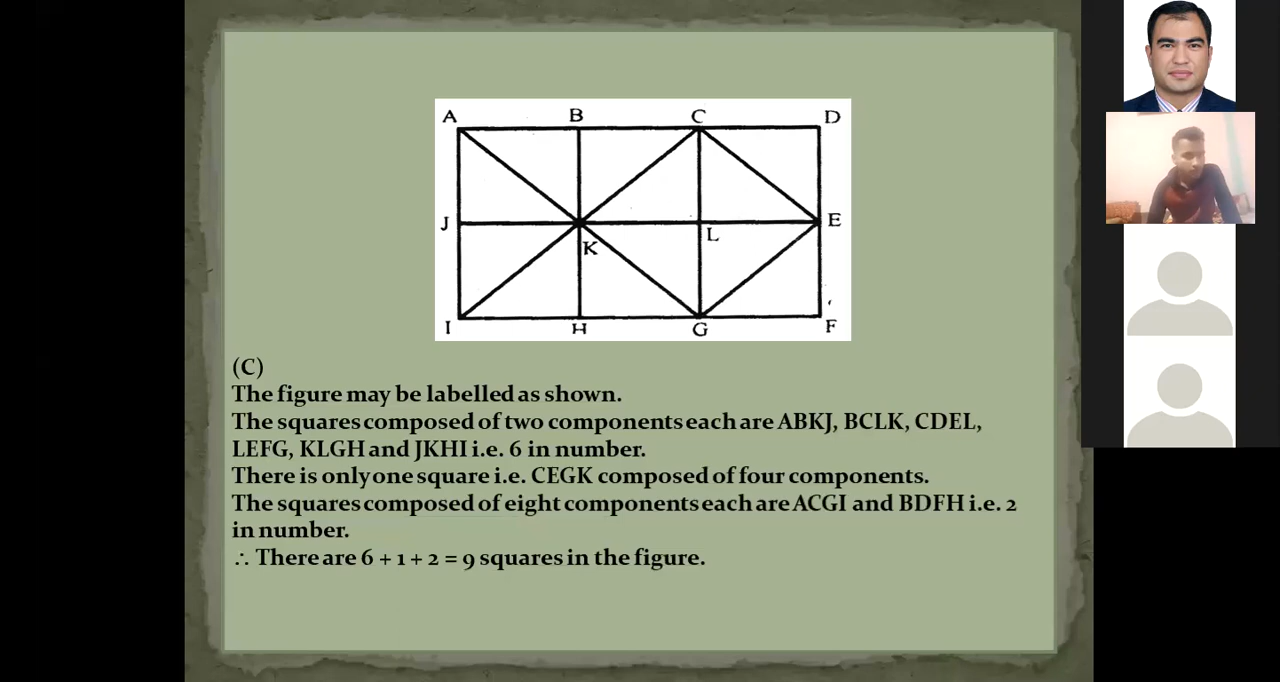 A B C D
J K L E
I H G F
(C)
The figure may be labelled as shown.
The squares composed of two components each are ABKJ, BCLK, CDEL,
LEFG, KLGH and JKHI i.e. 6 in number.
There is only one square i.e. CEGK composed of four components.
The squares composed of eight components each are ACGI and BDFH i.e. 2
in number.
∴ There are 6 + 1 + 2 = 9 squares in the figure.